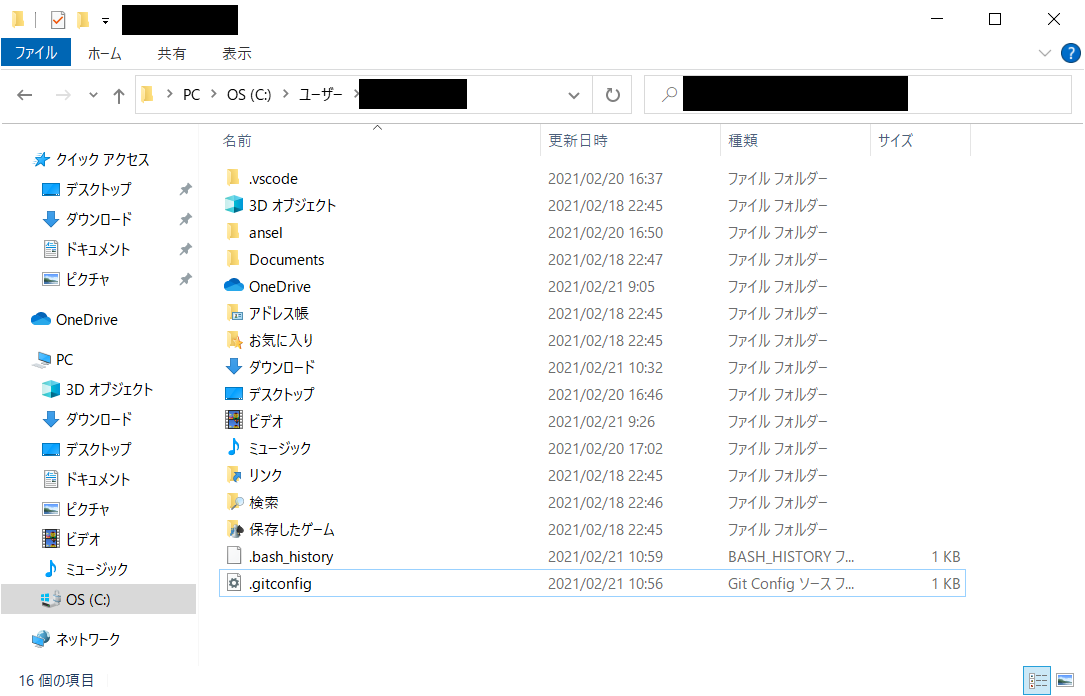 ファイル ホーム 共有 表示
PC OS (C:) ユーザー
名前 更新日時 種類 サイズ
クイック アクセス
デスクトップ
ダウンロード
ドキュメント
ピクチャ
OneDrive
PC
3D オブジェクト
ダウンロード
デスクトップ
ドキュメント
ピクチャ
ビデオ
ミュージック
OS (C:)
ネットワーク
.vscode 2021/02/20 16:37 ファイル フォルダー
3D オブジェクト 2021/02/18 22:45 ファイル フォルダー
ansel 2021/02/20 16:50 ファイル フォルダー
Documents 2021/02/18 22:47 ファイル フォルダー
OneDrive 2021/02/21 9:05 ファイル フォルダー
アドレス帳 2021/02/18 22:45 ファイル フォルダー
お気に入り 2021/02/18 22:45 ファイル フォルダー
ダウンロード 2021/02/21 10:32 ファイル フォルダー
デスクトップ 2021/02/20 16:46 ファイル フォルダー
ビデオ 2021/02/21 9:26 ファイル フォルダー
ミュージック 2021/02/20 17:02 ファイル フォルダー
リンク 2021/02/18 22:45 ファイル フォルダー
検索 2021/02/18 22:46 ファイル フォルダー
保存したゲーム 2021/02/18 22:45 ファイル フォルダー
.bash_history 2021/02/21 10:59 BASH_HISTORY フ... 1 KB
.gitconfig 2021/02/21 10:56 Git Config ソース フ... 1 KB
16 個の項目